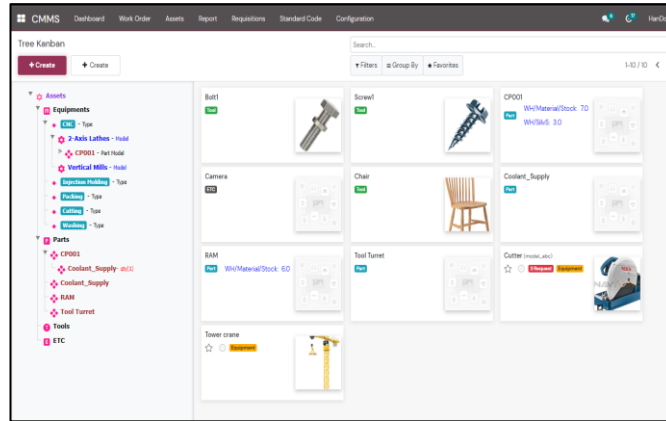 CMMS Dashboard Work Order Assets Report Requisitions Standard Code Configuration
Tree Kanban
Search...
+Create + Create
Filters Group By Favorites 1-10 / 10
Assets
Equipments
CNC - Type
2-Axis Lathes - Model
CP001 - Part Model
Vertical Mills - Model
Injection Molding - Type
Packing - Type
Cutting - Type
Washing - Type
Parts
CP001
Coolant_Supply-
Coolant_Supply
RAM
Tool Turret
Tools
ETC
Bolt1
Tool
Screw1
Tool
CP001
Part WH/Material/Stock: 7.0
WH/Silv5: 3.0
Camera
ETC
Chair
Tool
Coolant_Supply
Part
RAM
Part WH/Material/Stock: 6.0
Tool Turret
Part
Cutter (model_abc)
3 Request Equipment
Tower crane
Equipment